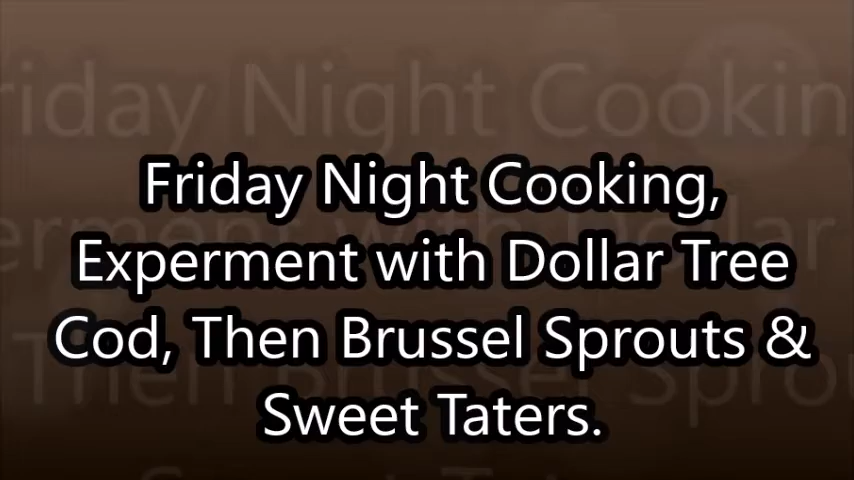 Friday Night Cooking,
Experment with Dollar Tree
Cod, Then Brussel Sprouts &
Sweet Taters.